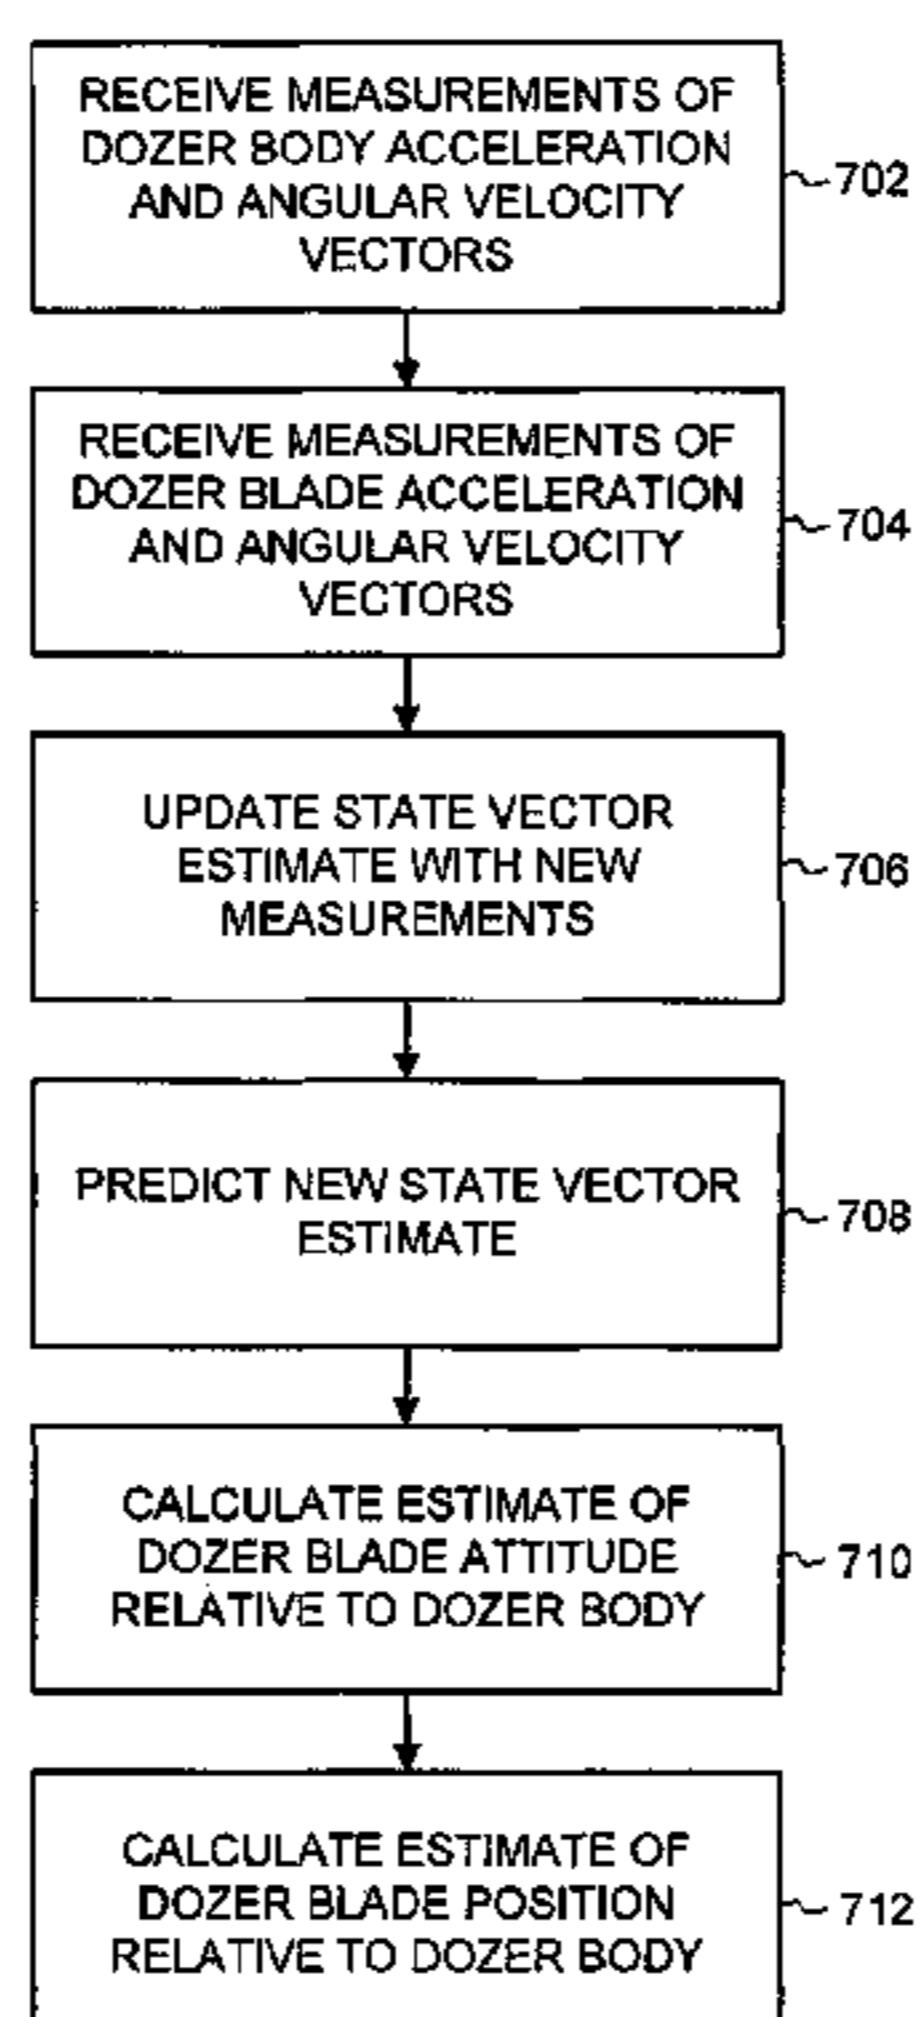 RECEIVE MEASUREMENTS OF
DOZER BODY ACCELERATION
AND ANGULAR VELOCITY
VECTORS
702
RECEIVE MEASUREMENTS OF
DOZER BLADE ACCELERATION
AND ANGULAR VELOCITY
VECTORS
704
UPDATE STATE VECTOR
ESTIMATE WITH NEW
MEASUREMENTS
706
PREDICT NEW STATE VECTOR
ESTIMATE
708
CALCULATE ESTIMATE OF
DOZER BLADE ATTITUDE
RELATIVE TO DOZER BODY
710
CALCULATE ESTIMATE OF
DOZER BLADE POSITION
RELATIVE TO DOZER BODY
712